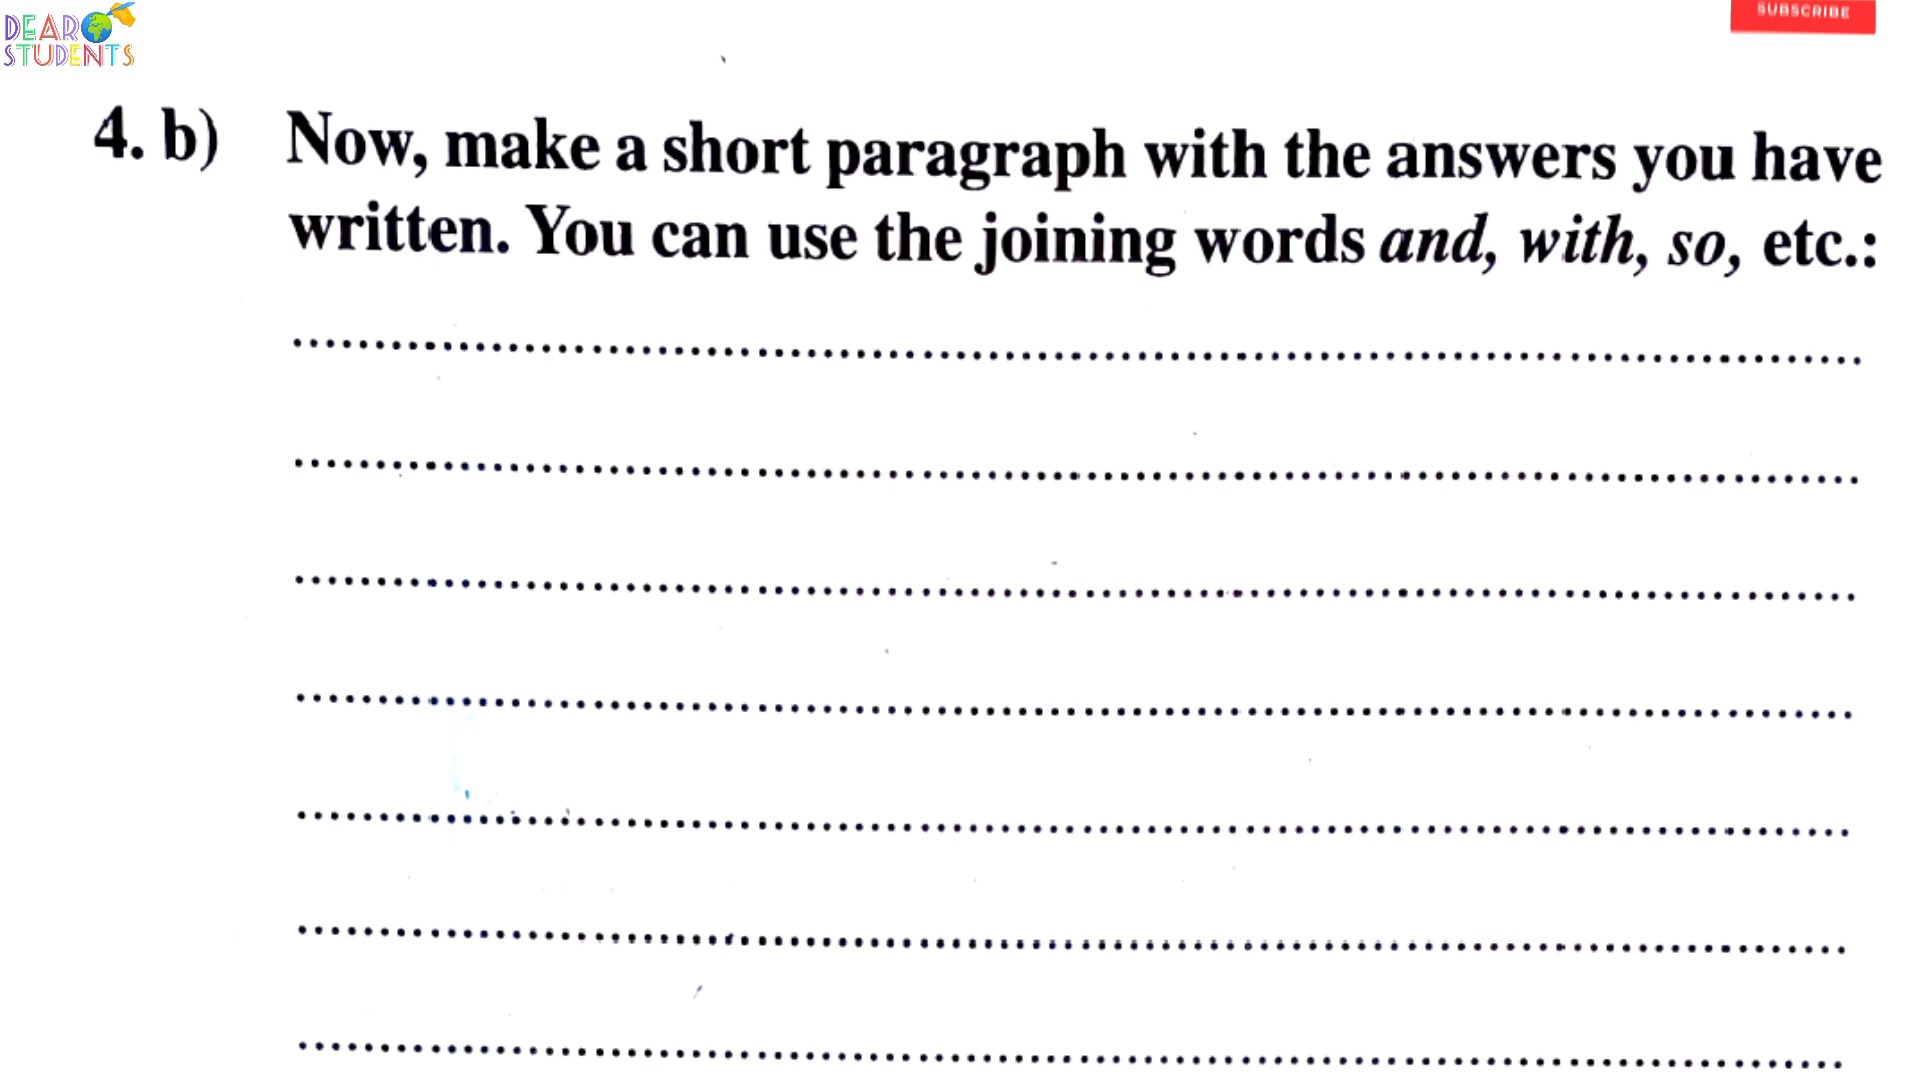 DEAR
STUDENTS
SUBSCRIBE
4. b) Now, make a short paragraph with the answers you have
written. You can use the joining words and, with, so, etc.: